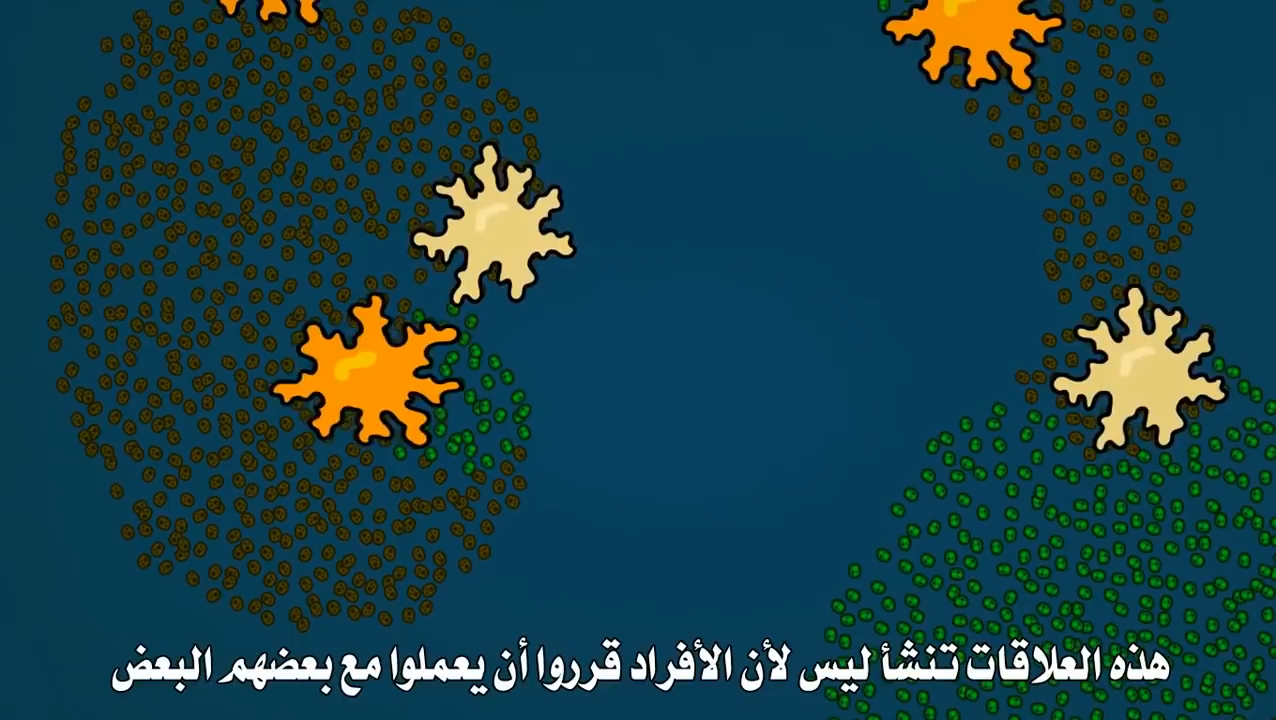 هذه العلاقات تنشأ ليس لأن الأفراد قرروا أن يعملوا مع بعضهم البعض